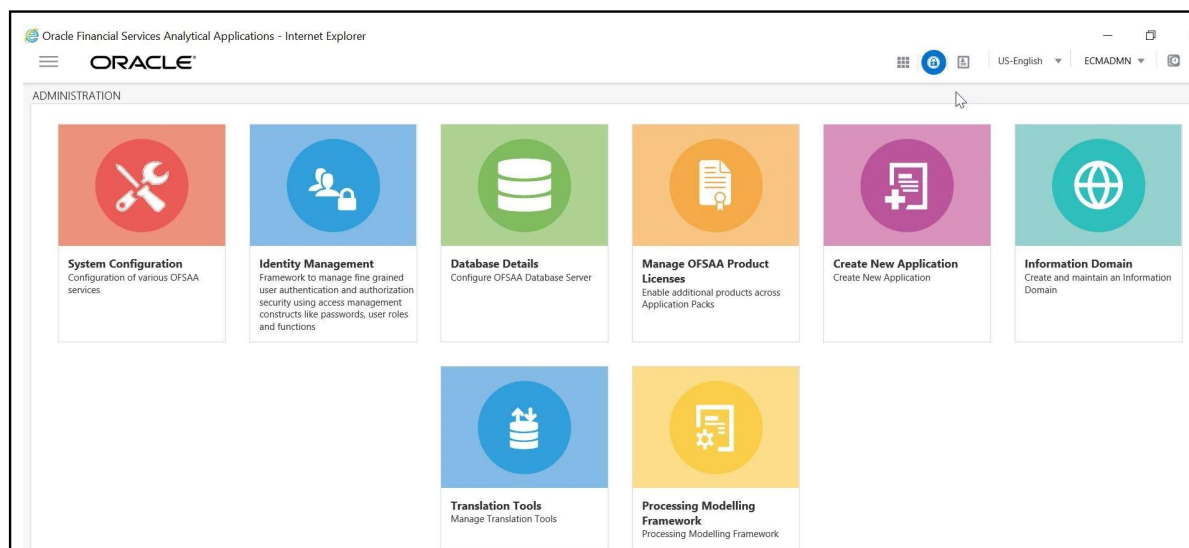 Oracle Financial Services Analytical Applications - Internet Explorer
ORACLE
US-English
ECMADMN
ADMINISTRATION
System Configuration
Configuration of various OFSAA
services
Identity Management
Framework to manage fine grained
user authentication and authorization
security using access management
constructs like passwords, user roles
and functions
Database Details
Configure OFSAA Database Server
Manage OFSAA Product
Licenses
Enable additional products across
Application Packs
Create New Application
Create New Application
Information Domain
Create and maintain an Information
Domain
Translation Tools
Manage Translation Tools
Processing Modelling
Framework
Processing Modelling Framework